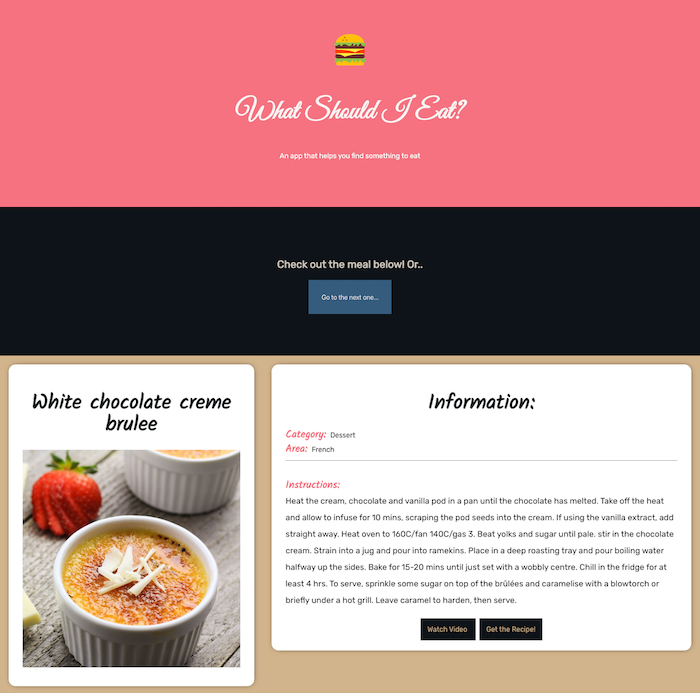 What Should I Eat?
An app that helps you find something to eat
Check out the meal below! Or..
Go to the next one...
White chocolate creme
brulee
Information:
Category: Dessert
Area: French
Instructions:
Heat the cream, chocolate and vanilla pod in a pan until the chocolate has melted. Take off the heat
and allow to infuse for 10 mins, scraping the pod seeds into the cream. If using the vanilla extract, add
straight away. Heat oven to 160C/fan 140C/gas 3. Beat yolks and sugar until pale. stir in the chocolate
cream. Strain into a jug and pour into ramekins. Place in a deep roasting tray and pour boiling water
halfway up the sides. Bake for 15-20 mins until just set with a wobbly centre. Chill in the fridge for at
least 4 hrs. To serve, sprinkle some sugar on top of the brûlées and caramelise with a blowtorch or
briefly under a hot grill. Leave caramel to harden, then serve.
Watch Video
Get the Recipe!